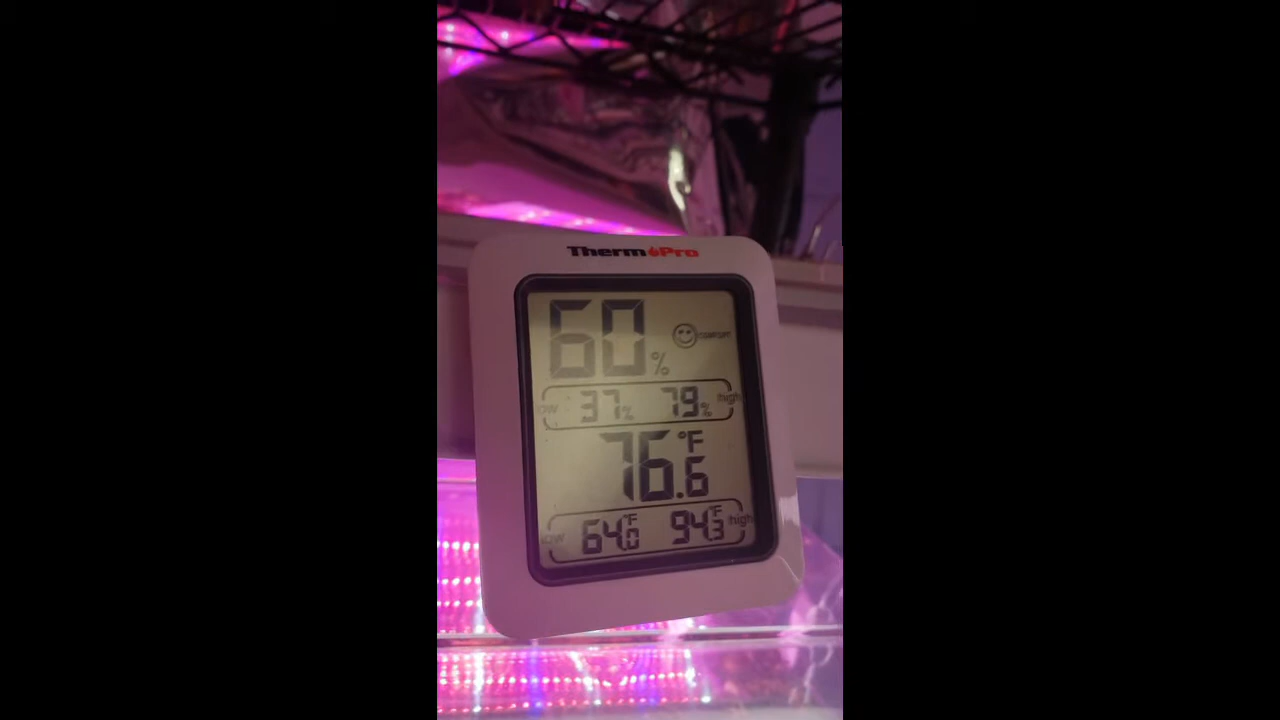 ThermoPro
60% COMFORT
LOW 37% 79% high
76.6°F
LOW 64.0°F 94.3°F high